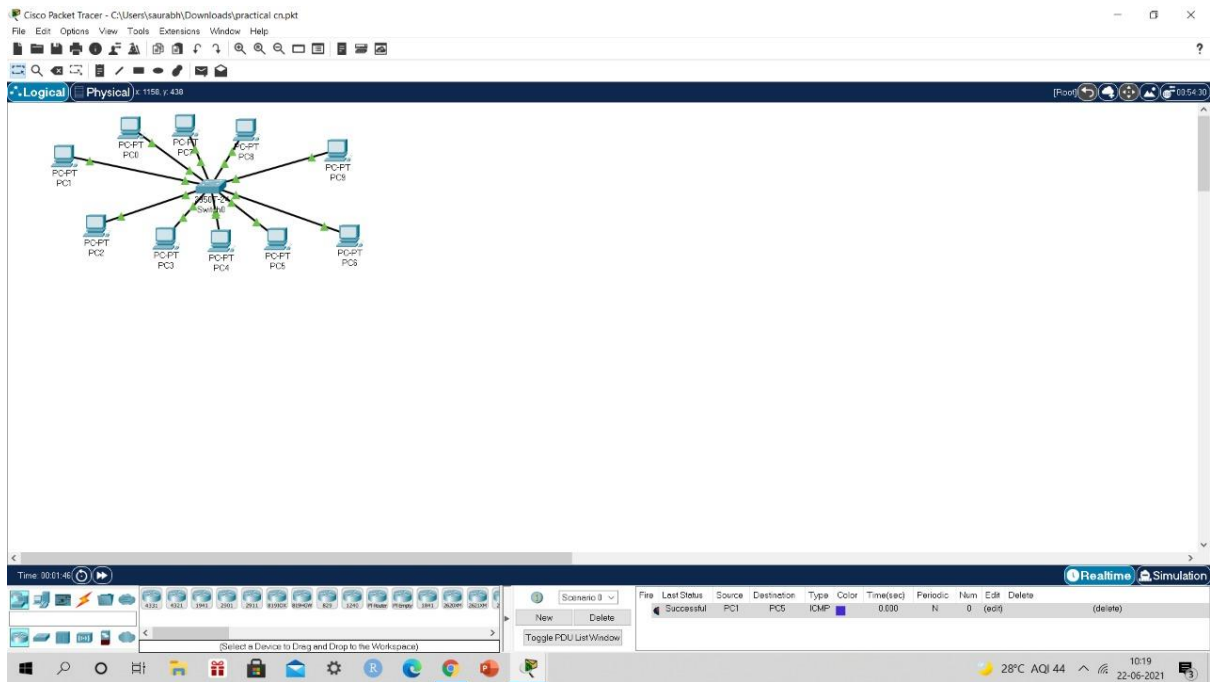 Cisco Packet Tracer - C:\Users\saurabh\Downloads\practical cn.pkt
File Edit Options View Tools Extensions Window Help
?
Logical Physical x: 1156, y: 438 [Root] 03:54:30
PC-PT
PC0
PC-PT
PC7
PC-PT
PC8
PC-PT
PC9
PC-PT
PC1
2950T-24
Switch0
PC-PT
PC2
PC-PT
PC3
PC-PT
PC4
PC-PT
PC5
PC-PT
PC6
Time: 00:01:46 Realtime Simulation
4331 4321 1941 2901 2911 819IOX 819HGW 829 1240 PT-Router PT-Empty 1841 2620XM 2621XM
(Select a Device to Drag and Drop to the Workspace)
Scenario 0
New Delete
Toggle PDU List Window
Fire Last Status Source Destination Type Color Time(sec) Periodic Num Edit Delete
Successful PC1 PC5 ICMP 0.000 N 0 (edit) (delete)
R
28°C AQI 44
10:19
22-06-2021
3